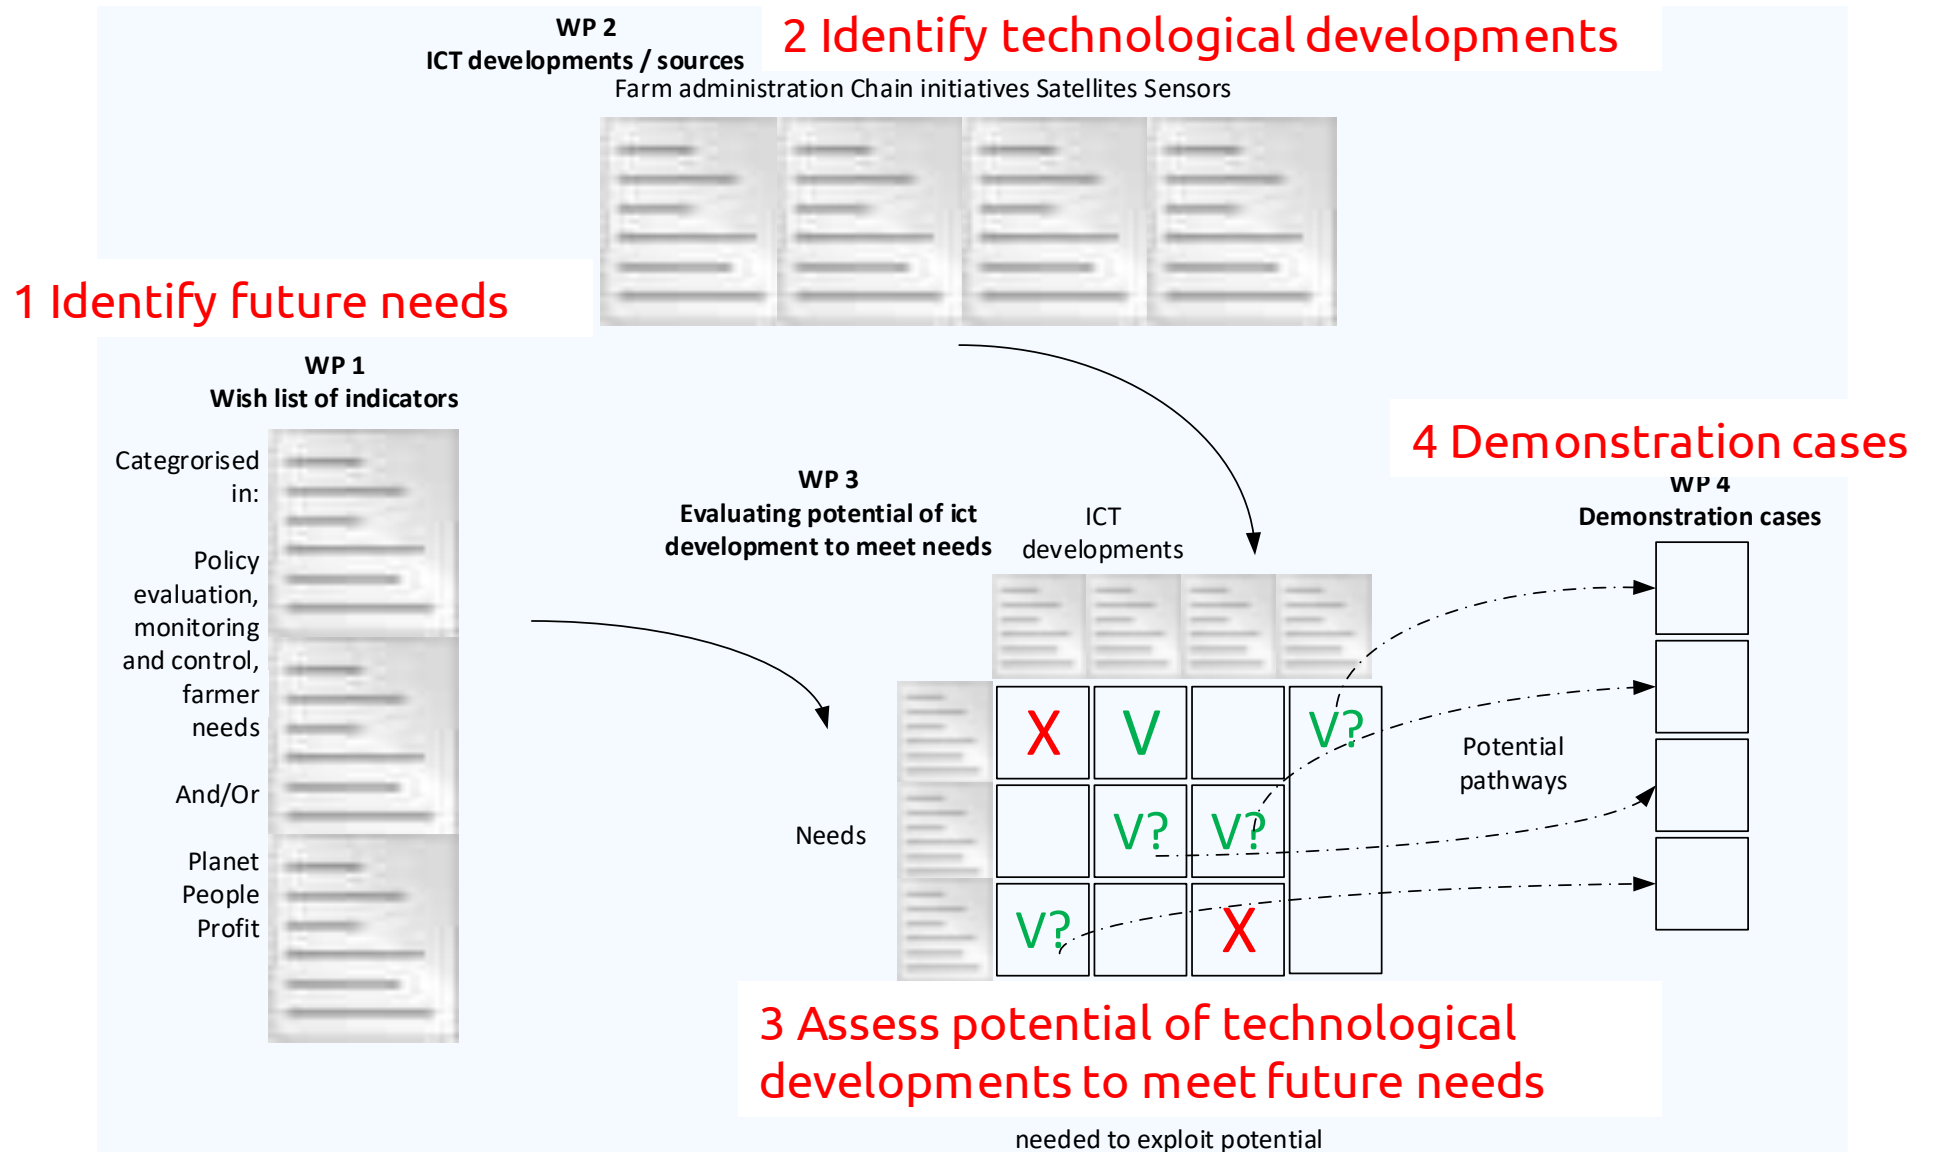 WP 2
ICT developments / sources
2 Identify technological developments
Farm administration Chain initiatives Satellites Sensors
1 Identify future needs
WP 1
Wish list of indicators
Categrorised
in:
Policy
evaluation,
monitoring
and control,
farmer
needs
And/Or
Planet
People
Profit
WP 3
Evaluating potential of ict
development to meet needs
ICT
developments
4 Demonstration cases
WP 4
Demonstration cases
X V V?
Needs
V? V?
V? X
Potential
pathways
3 Assess potential of technological
developments to meet future needs
needed to exploit potential